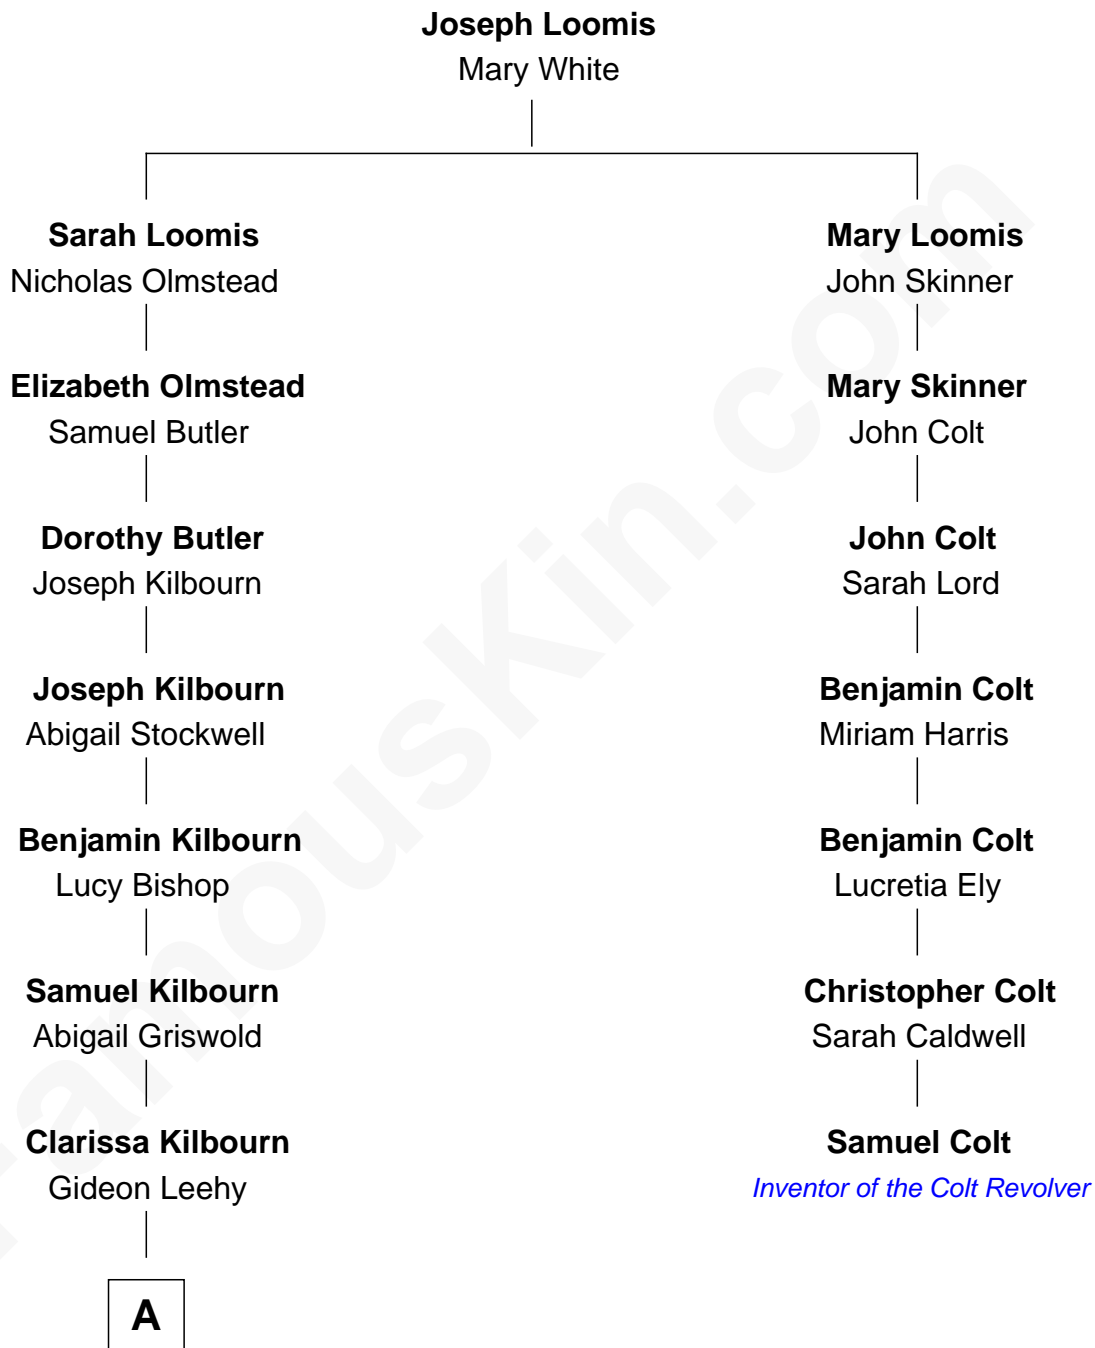 Joseph Loomis
Mary White
Sarah Loomis
Nicholas Olmstead
Mary Loomis
John Skinner
Elizabeth Olmstead
Samuel Butler
Mary Skinner
John Colt
Dorothy Butler
Joseph Kilbourn
John Colt
Sarah Lord
Joseph Kilbourn
Abigail Stockwell
Benjamin Colt
Miriam Harris
Benjamin Kilbourn
Lucy Bishop
Benjamin Colt
Lucretia Ely
Samuel Kilbourn
Abigail Griswold
Christopher Colt
Sarah Caldwell
Clarissa Kilbourn
Gideon Leehy
Samuel Colt
Inventor of the Colt Revolver
A
FamousKin.com